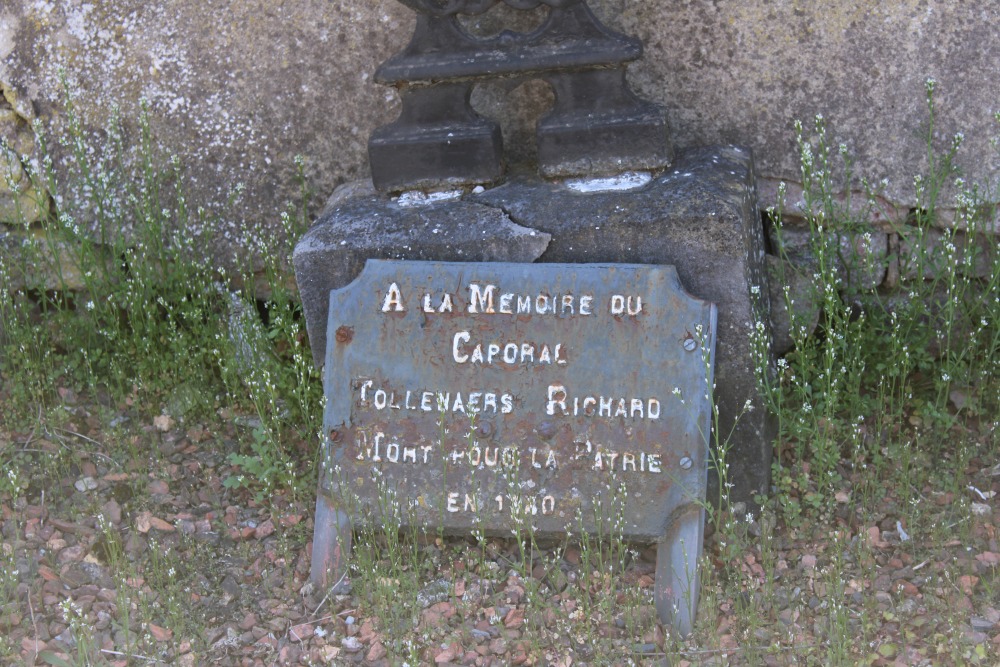 A LA MEMOIRE DU
CAPORAL
TOLLENAERS RICHARD
MORT POUR LA PATRIE
EN 1940